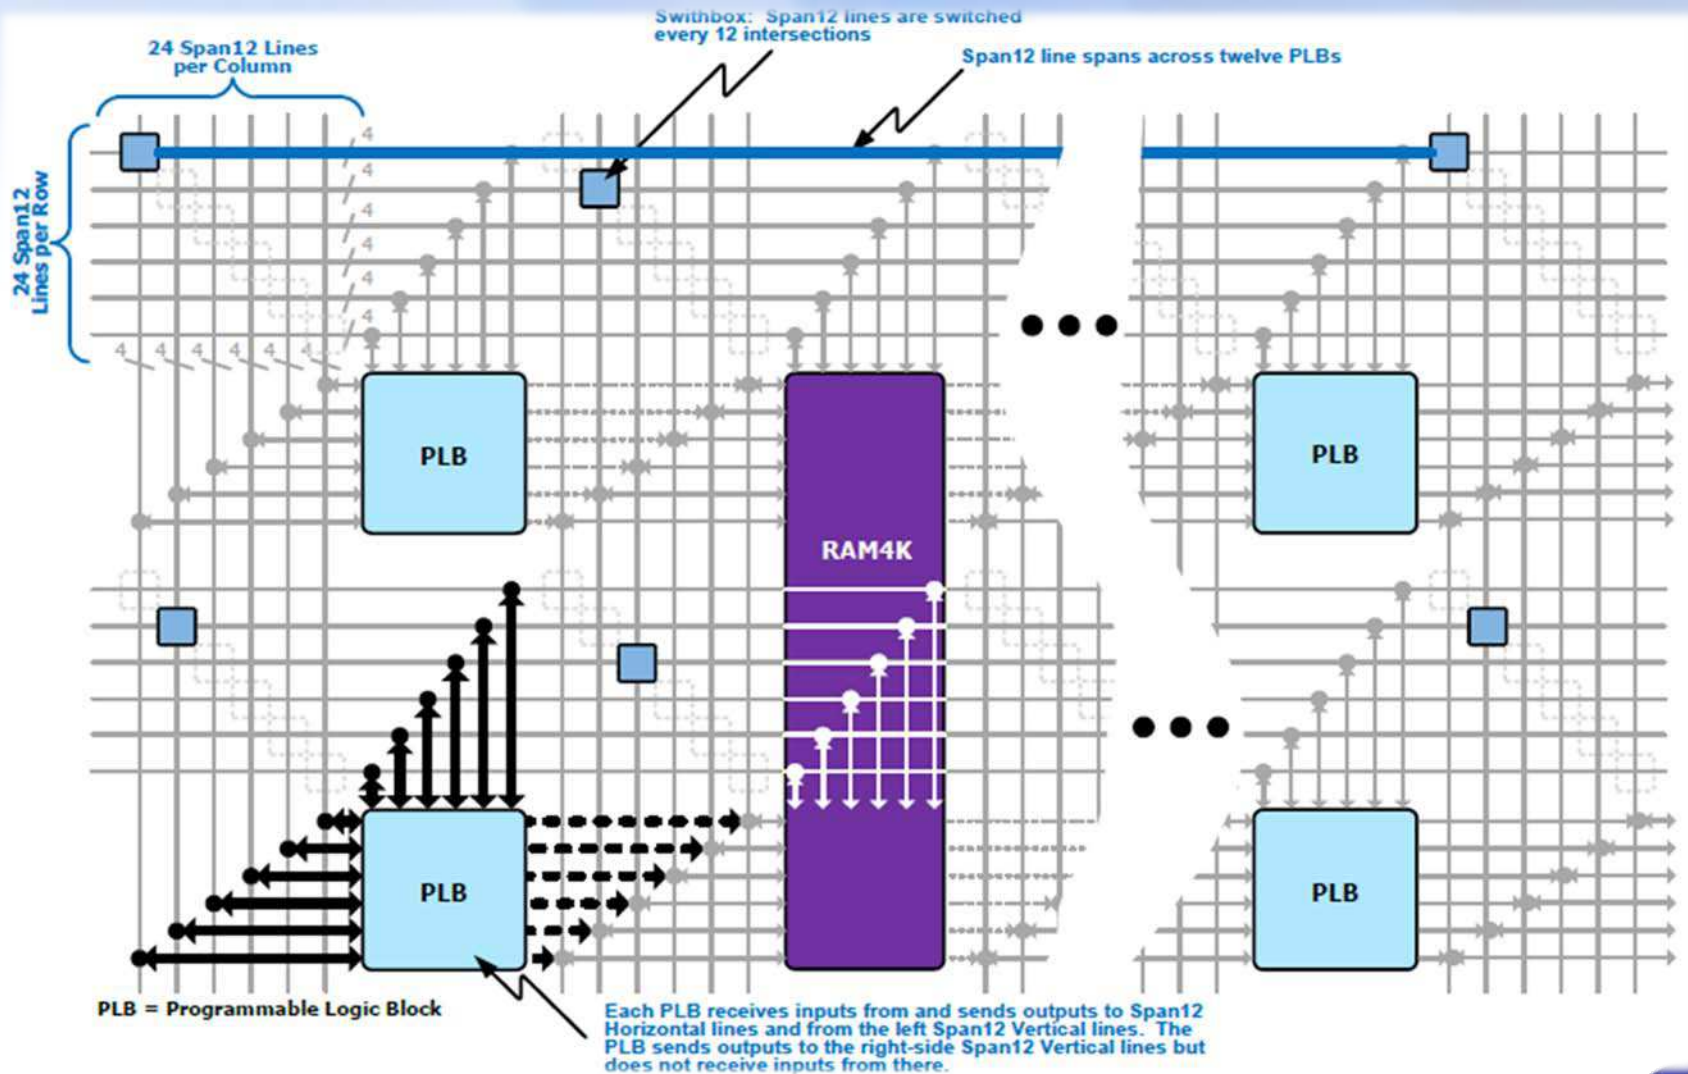 Swithbox:  Span12 lines are switched
every 12 intersections
24 Span12 Lines
per Column
Span12 line spans across twelve PLBs
24 Span12
Lines per Row
4
4
4
4
4
4
4 4 4 4 4 4
PLB
PLB
RAM4K
PLB
PLB
PLB = Programmable Logic Block
Each PLB receives inputs from and sends outputs to Span12
Horizontal lines and from the left Span12 Vertical lines.  The
PLB sends outputs to the right-side Span12 Vertical lines but
does not receive inputs from there.